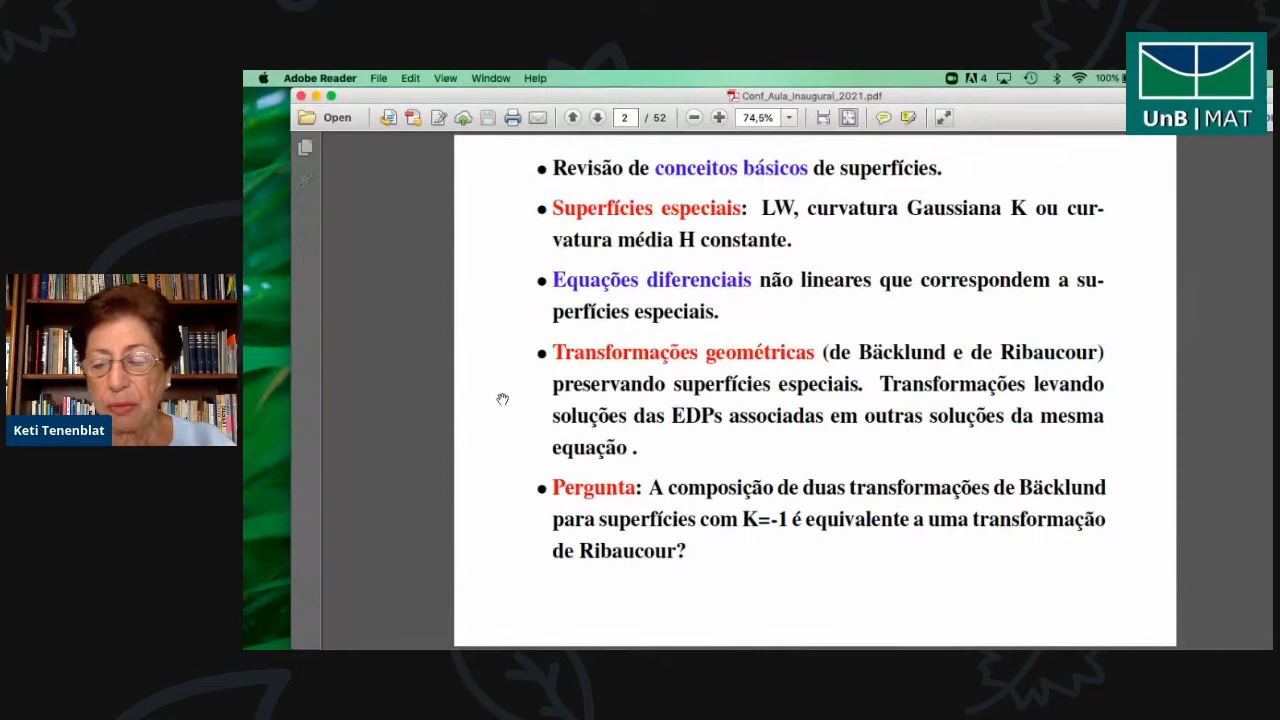 Adobe Reader File Edit View Window Help
4 100%
Conf_Aula_Inaugural_2021.pdf
Open 2 / 52 74,5%
UnB | MAT
• Revisão de conceitos básicos de superfícies.
• Superfícies especiais: LW, curvatura Gaussiana K ou cur-
vatura média H constante.
• Equações diferenciais não lineares que correspondem a su-
perfícies especiais.
• Transformações geométricas (de Bäcklund e de Ribaucour)
preservando superfícies especiais. Transformações levando
soluções das EDPs associadas em outras soluções da mesma
equação .
• Pergunta: A composição de duas transformações de Bäcklund
para superfícies com K=-1 é equivalente a uma transformação
de Ribaucour?
Keti Tenenblat